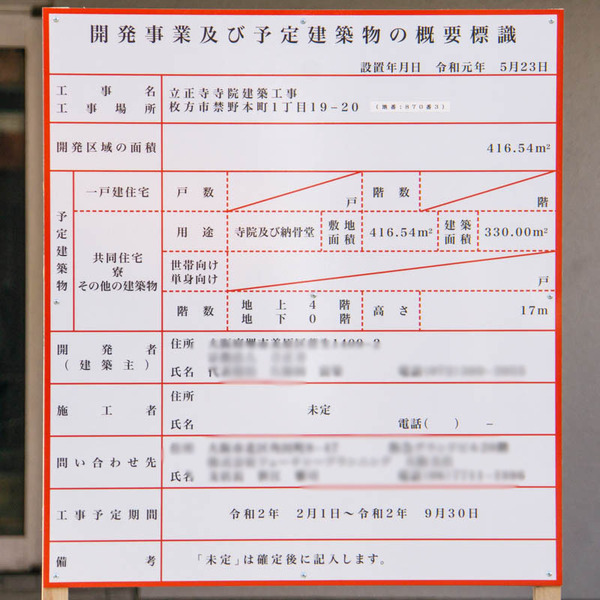 開発事業及び予定建築物の概要標識
設置年月日 令和元年 5月23日
工事名 立正寺寺院建築工事
工事場所 枚方市禁野本町1丁目19-20 (地番:870番3)
開発区域の面積 416.54m²
予定建築物
一戸建住宅 戸数 戸 階数 階
共同住宅
寮
その他の建築物
用途 寺院及び納骨堂 敷地面積 416.54m² 建築面積 330.00m²
世帯向け
単身向け 戸
階数 地上4階
地下0階 高さ 17m
開発者
(建築主)
住所
氏名
施工者 住所
未定
氏名 電話( ) -
問い合わせ先
氏名
工事予定期間 令和2年 2月1日〜令和2年 9月30日
備考 「未定」は確定後に記入します。